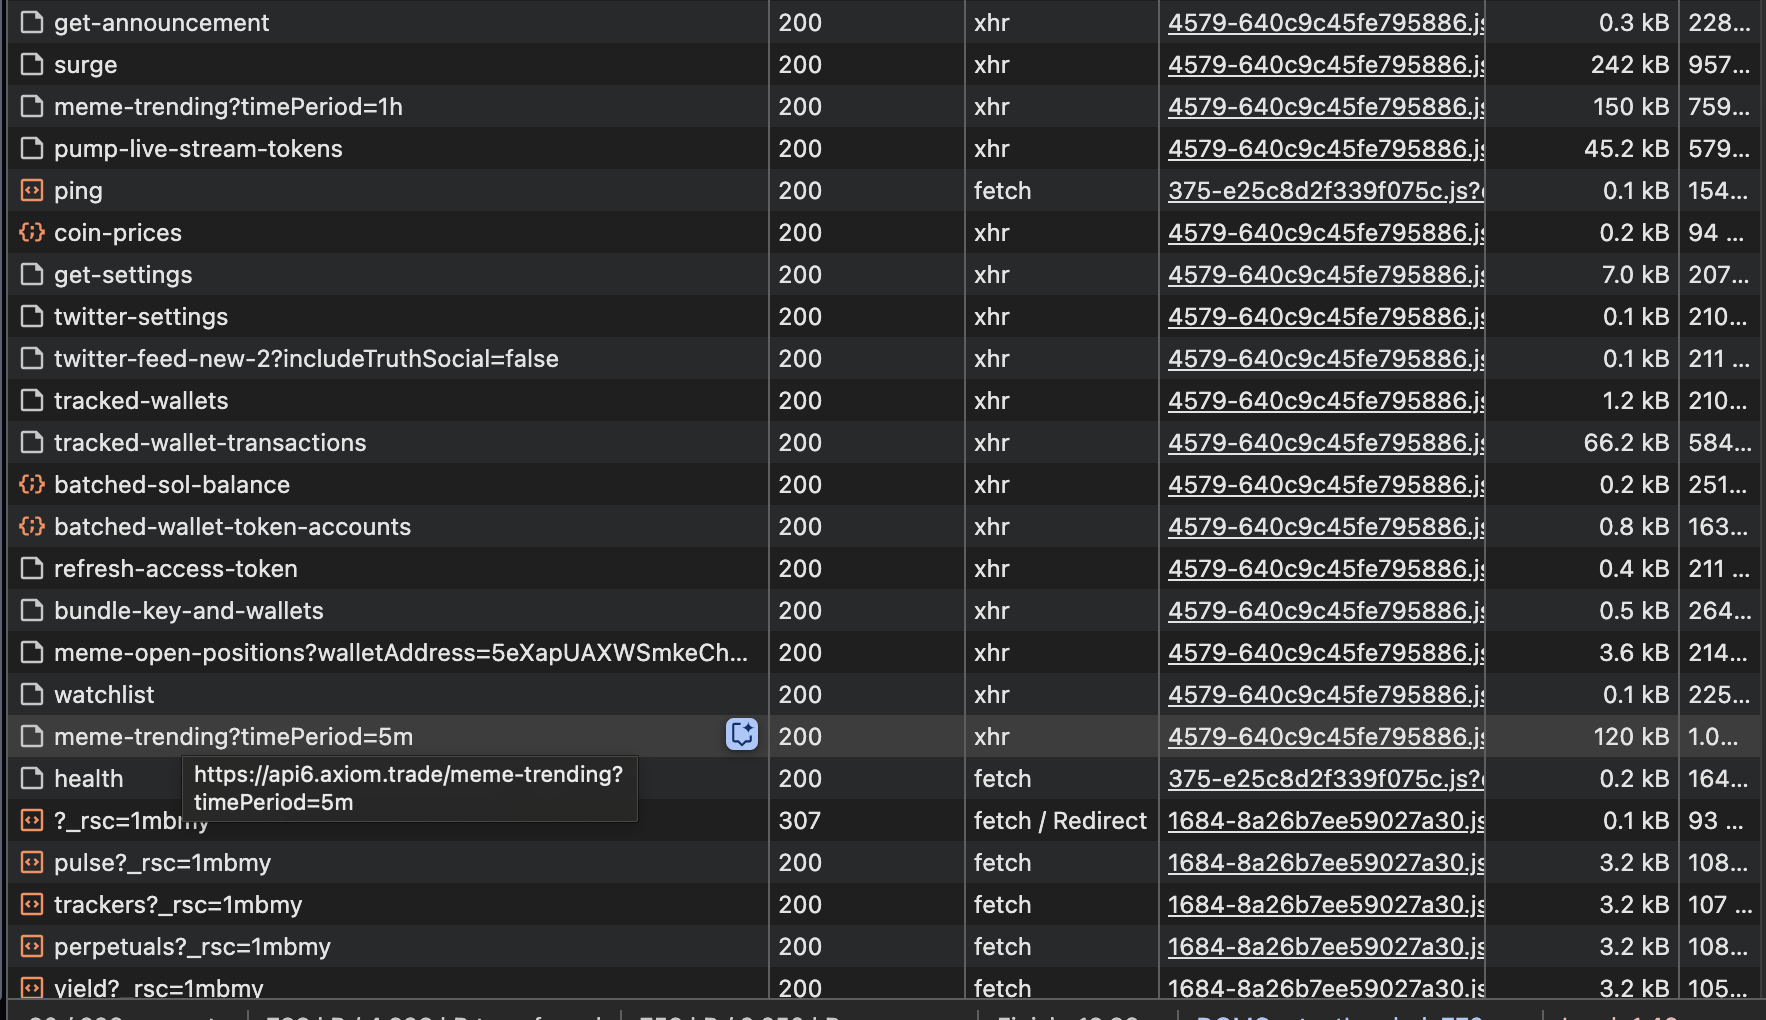 get-announcement 200 xhr 4579-640c9c45fe795886.js 0.3 kB 228...
surge 200 xhr 4579-640c9c45fe795886.js 242 kB 957...
meme-trending?timePeriod=1h 200 xhr 4579-640c9c45fe795886.js 150 kB 759...
pump-live-stream-tokens 200 xhr 4579-640c9c45fe795886.js 45.2 kB 579...
ping 200 fetch 375-e25c8d2f339f075c.js? 0.1 kB 154...
coin-prices 200 xhr 4579-640c9c45fe795886.js 0.2 kB 94 ...
get-settings 200 xhr 4579-640c9c45fe795886.js 7.0 kB 207...
twitter-settings 200 xhr 4579-640c9c45fe795886.js 0.1 kB 210...
twitter-feed-new-2?includeTruthSocial=false 200 xhr 4579-640c9c45fe795886.js 0.1 kB 211 ...
tracked-wallets 200 xhr 4579-640c9c45fe795886.js 1.2 kB 210...
tracked-wallet-transactions 200 xhr 4579-640c9c45fe795886.js 66.2 kB 584...
batched-sol-balance 200 xhr 4579-640c9c45fe795886.js 0.2 kB 251...
batched-wallet-token-accounts 200 xhr 4579-640c9c45fe795886.js 0.8 kB 163...
refresh-access-token 200 xhr 4579-640c9c45fe795886.js 0.4 kB 211 ...
bundle-key-and-wallets 200 xhr 4579-640c9c45fe795886.js 0.5 kB 264...
meme-open-positions?walletAddress=5eXapUAXWSmkeCh... 200 xhr 4579-640c9c45fe795886.js 3.6 kB 214...
watchlist 200 xhr 4579-640c9c45fe795886.js 0.1 kB 225...
meme-trending?timePeriod=5m 200 xhr 4579-640c9c45fe795886.js 120 kB 1.0...
health 200 fetch 375-e25c8d2f339f075c.js? 0.2 kB 164...
https://api6.axiom.trade/meme-trending?
timePeriod=5m
?_rsc=1mbmy 307 fetch / Redirect 1684-8a26b7ee59027a30.js 0.1 kB 93 ...
pulse?_rsc=1mbmy 200 fetch 1684-8a26b7ee59027a30.js 3.2 kB 108...
trackers?_rsc=1mbmy 200 fetch 1684-8a26b7ee59027a30.js 3.2 kB 107 ...
perpetuals?_rsc=1mbmy 200 fetch 1684-8a26b7ee59027a30.js 3.2 kB 108...
yield?_rsc=1mbmy 200 fetch 1684-8a26b7ee59027a30.js 3.2 kB 105...